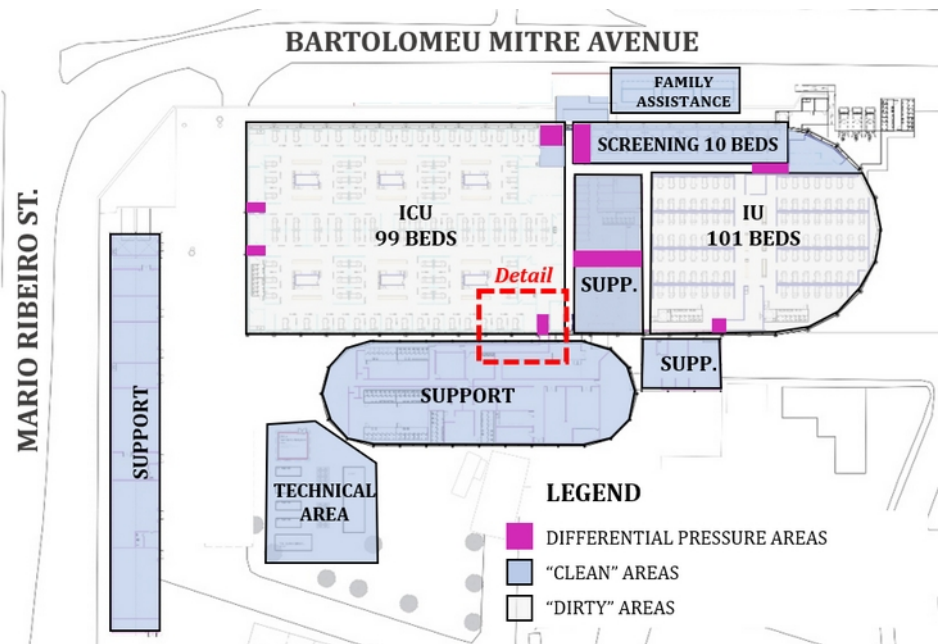 BARTOLOMEU MITRE AVENUE
FAMILY
ASSISTANCE
SCREENING 10 BEDS
MARIO RIBEIRO ST.
ICU
99 BEDS
IU
101 BEDS
Detail
SUPP.
SUPP.
SUPPORT
SUPPORT
TECHNICAL
AREA
LEGEND
DIFFERENTIAL PRESSURE AREAS
“CLEAN” AREAS
“DIRTY” AREAS